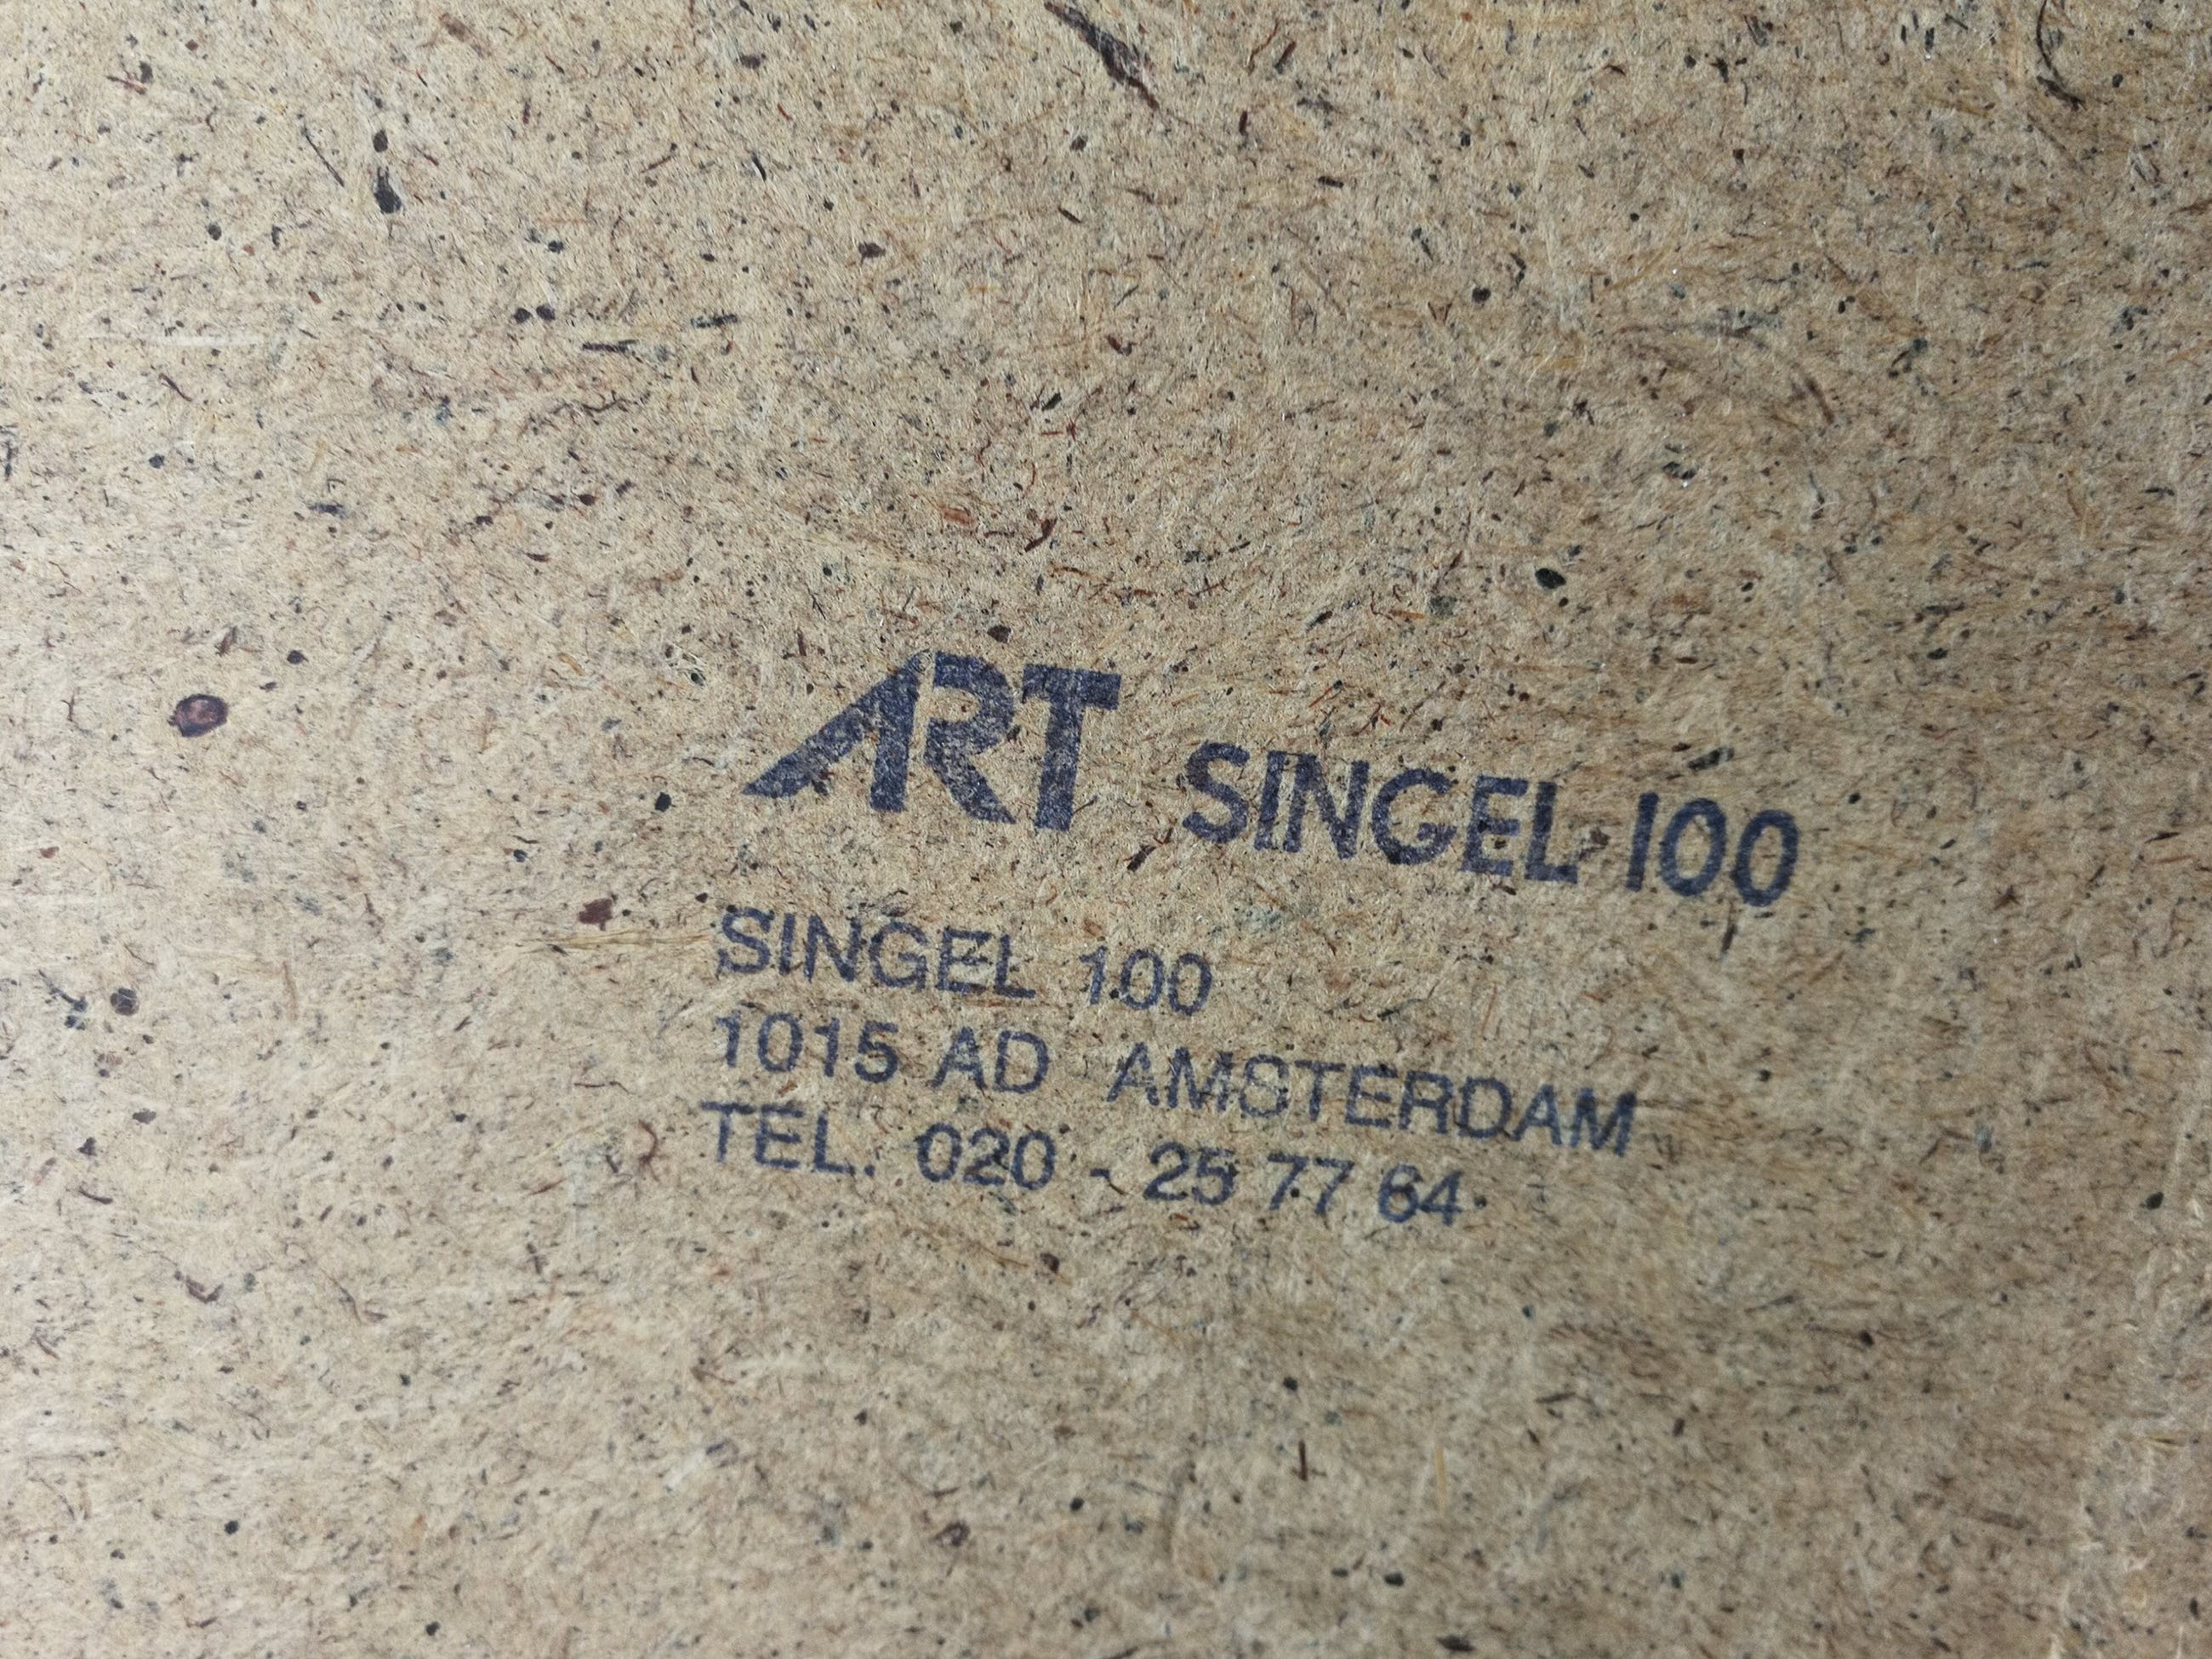 ART SINGEL 100
SINGEL 100
1015 AD AMSTERDAM
TEL. 020 - 25 77 64